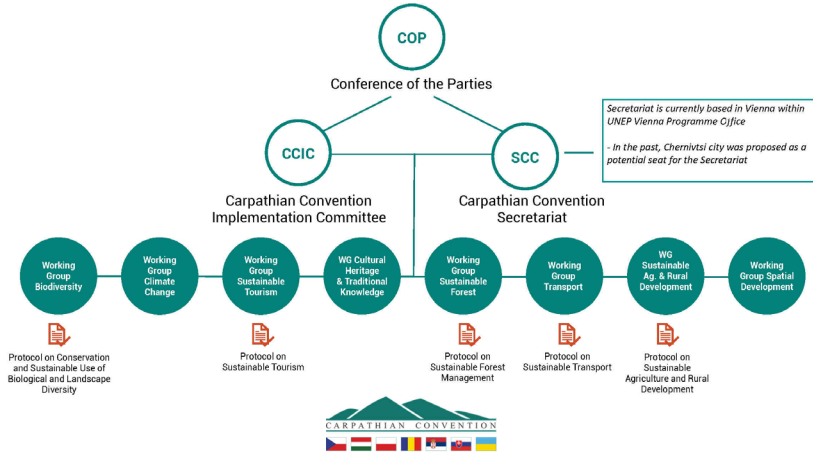 COP
Conference of the Parties
Secretariat is currently based in Vienna within
UNEP Vienna Programme Office
- In the past, Chernivtsi city was proposed as a
potential seat for the Secretariat
CCIC
SCC
Carpathian Convention
Implementation Committee
Carpathian Convention
Secretariat
Working
Group
Biodiversity
Working
Group
Climate
Change
Working
Group
Sustainable
Tourism
WG Cultural
Heritage
& Traditional
Knowledge
Working
Group
Sustainable
Forest
Working
Group
Transport
WG
Sustainable
Ag. & Rural
Development
Working
Group Spatial
Development
Protocol on Conservation
and Sustainable Use of
Biological and Landscape
Diversity
Protocol on
Sustainable Tourism
Protocol on
Sustainable Forest
Management
Protocol on
Sustainable Transport
Protocol on
Sustainable
Agriculture and Rural
Development
CARPATHIAN CONVENTION